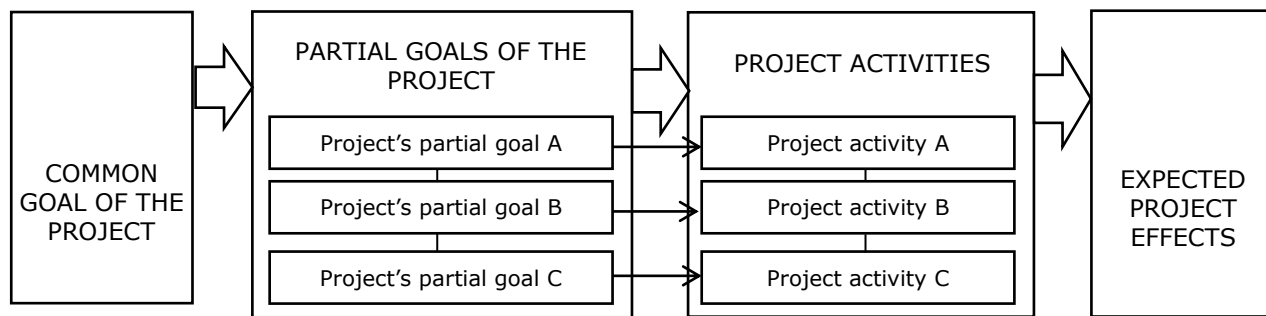 COMMON
GOAL OF THE
PROJECT
PARTIAL GOALS OF THE
PROJECT
Project’s partial goal A
Project’s partial goal B
Project’s partial goal C
PROJECT ACTIVITIES
Project activity A
Project activity B
Project activity C
EXPECTED
PROJECT
EFFECTS